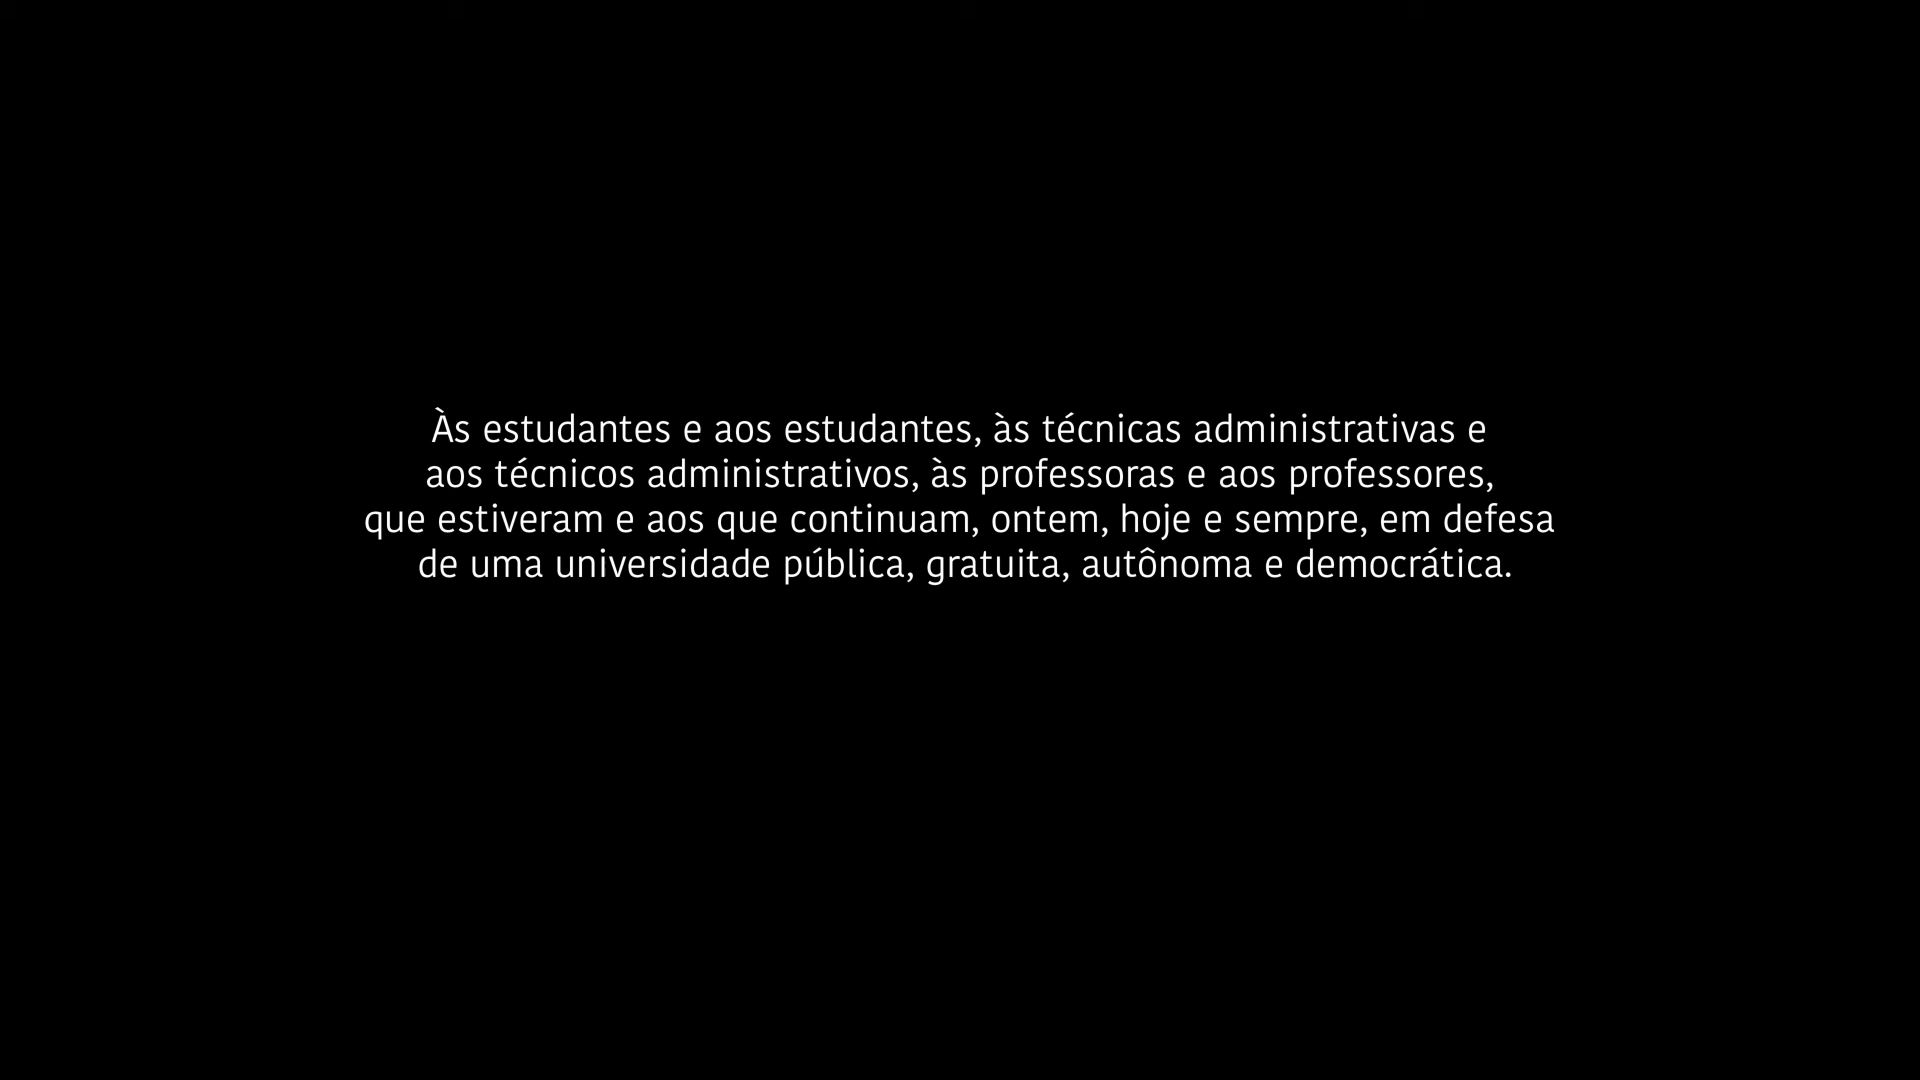 Às estudantes e aos estudantes, às técnicas administrativas e
aos técnicos administrativos, às professoras e aos professores,
que estiveram e aos que continuam, ontem, hoje e sempre, em defesa
de uma universidade pública, gratuita, autônoma e democrática.